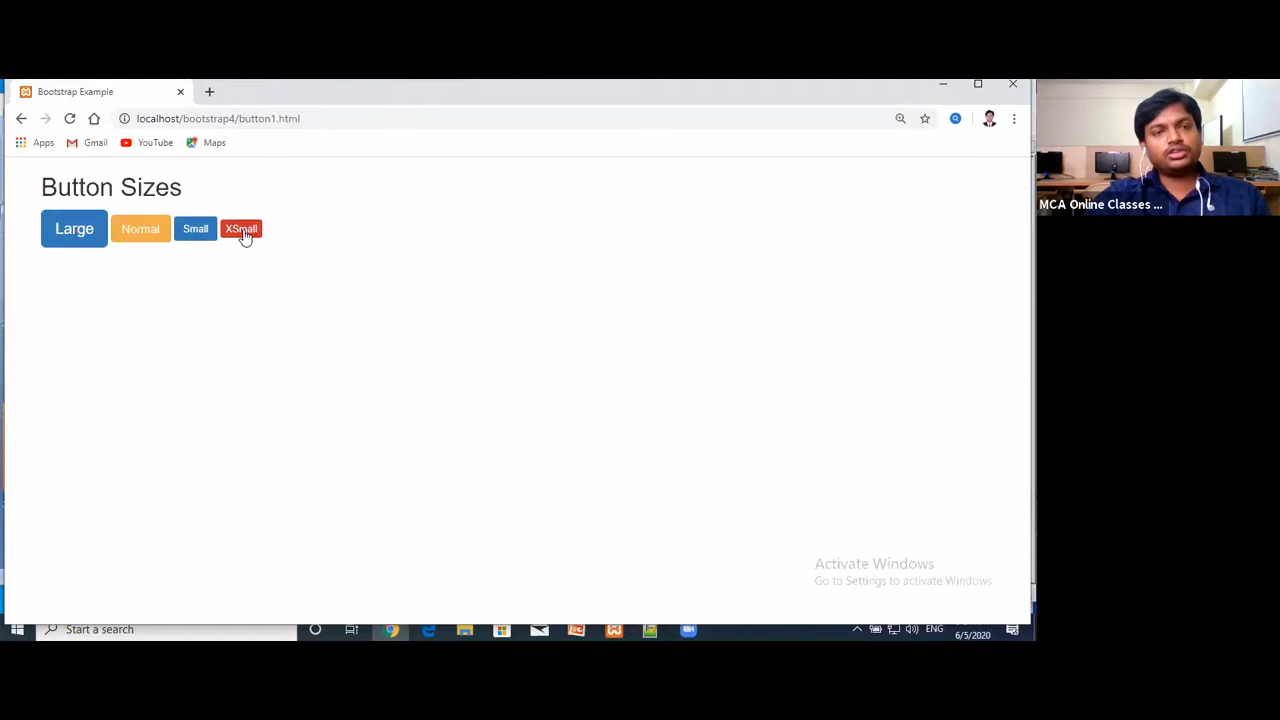 Bootstrap Example
localhost/bootstrap4/button1.html
Apps Gmail YouTube Maps
Button Sizes
Large Normal Small XSmall
MCA Online Classes ...
Activate Windows
Go to Settings to activate Windows
Start a search
ENG
6/5/2020